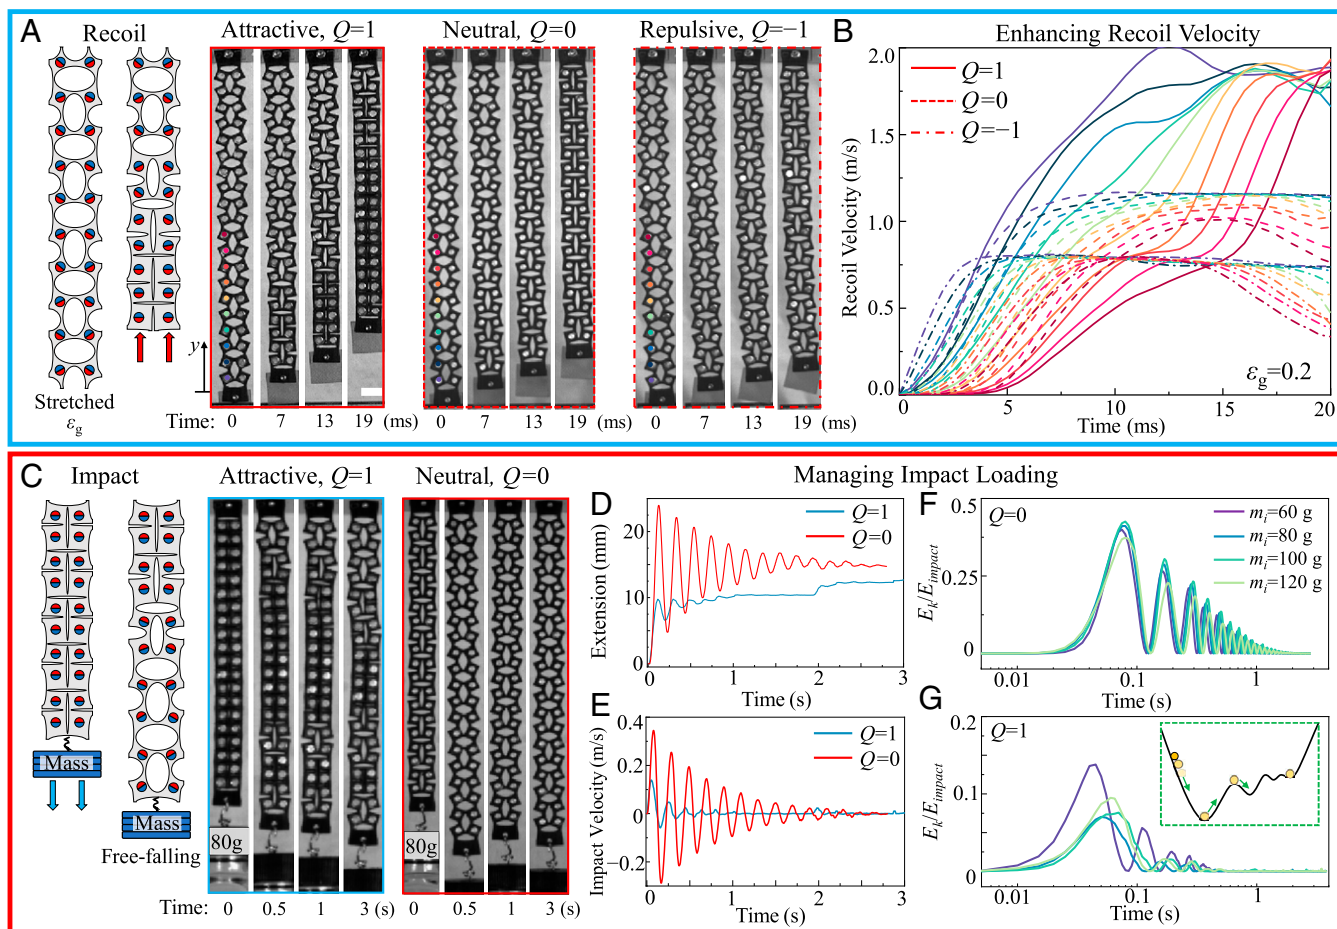 A Recoil
Attractive, Q=1
Neutral, Q=0
Repulsive, Q=−1
y
Stretched
εg
Time: 0 7 13 19 (ms)
0 7 13 19 (ms)
0 7 13 19 (ms)
B Enhancing Recoil Velocity
Q=1
Q=0
Q=−1
Recoil Velocity (m/s)
2.0
1.5
1.0
0.5
0.0
εg=0.2
0 5 10 15 20
Time (ms)
C Impact
Attractive, Q=1
Neutral, Q=0
Mass
Mass
Free-falling
80g
80g
Time: 0 0.5 1 3 (s)
0 0.5 1 3 (s)
Managing Impact Loading
D
Q=1
Q=0
Extension (mm)
20
10
0
0 1 2 3
Time (s)
E
Q=1
Q=0
Impact Velocity (m/s)
0.4
0.2
0
−0.2
0 1 2 3
Time (s)
F
Q=0
mi=60 g
mi=80 g
mi=100 g
mi=120 g
Ek/Eimpact
0.5
0.25
0
0.01 0.1 1
Time (s)
G
Q=1
Ek/Eimpact
0.2
0.1
0
0.01 0.1 1
Time (s)